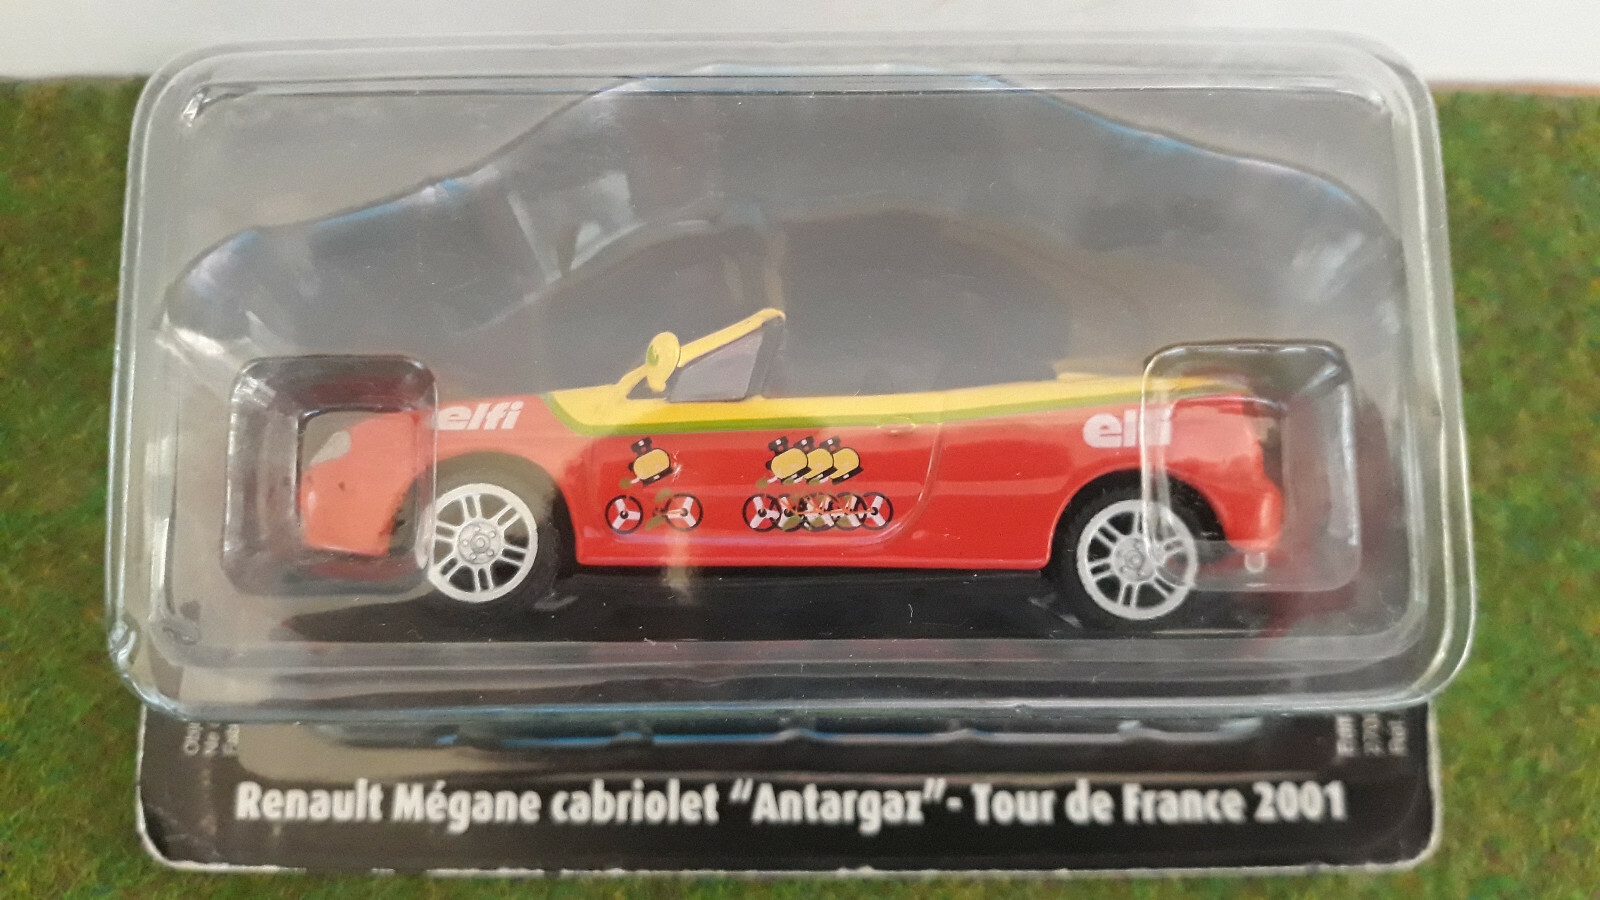 elfi
elfi
Renault Mégane cabriolet "Antargaz" - Tour de France 2001